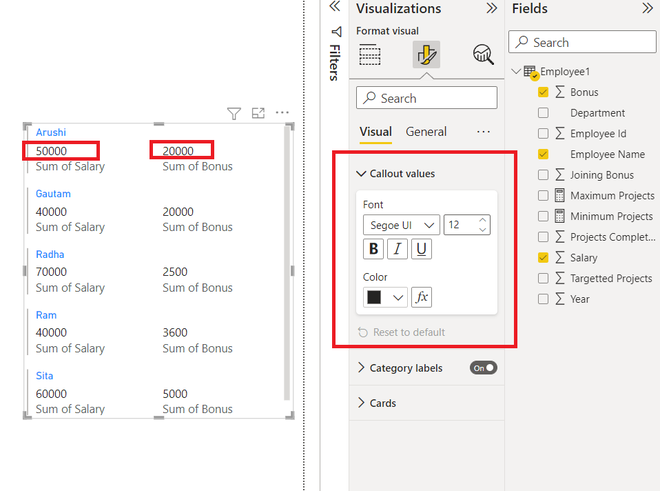 Arushi
50000 20000
Sum of Salary Sum of Bonus
Gautam
40000 20000
Sum of Salary Sum of Bonus
Radha
70000 2500
Sum of Salary Sum of Bonus
Ram
40000 3600
Sum of Salary Sum of Bonus
Sita
60000 5000
Sum of Salary Sum of Bonus
Filters
Visualizations
Format visual
Search
Visual General
Callout values
Font
Segoe UI 12
B I U
Color
fx
Reset to default
Category labels On
Cards
Fields
Search
Employee1
Σ Bonus
Department
Σ Employee Id
Employee Name
Σ Joining Bonus
Maximum Projects
Minimum Projects
Σ Projects Complet...
Σ Salary
Σ Targetted Projects
Σ Year